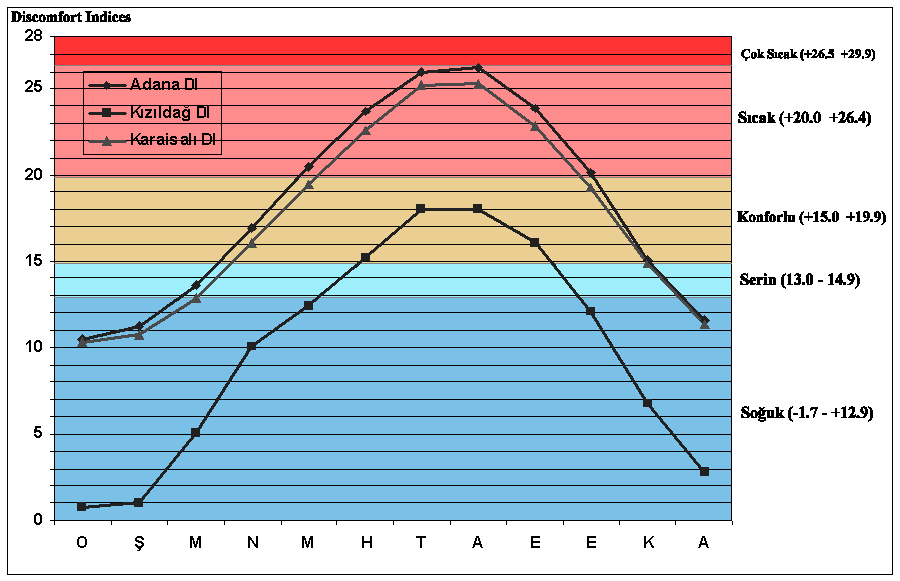 Discomfort Indices
28
25
20
15
10
5
0
Adana DI
Kızıldağ DI
Karaisalı DI
Çok Sıcak (+26,5 +29,9)
Sıcak (+20.0 +26.4)
Konforlu (+15.0 +19.9)
Serin (13.0 - 14.9)
Soğuk (-1.7 - +12.9)
O Ş M N M H T A E E K A